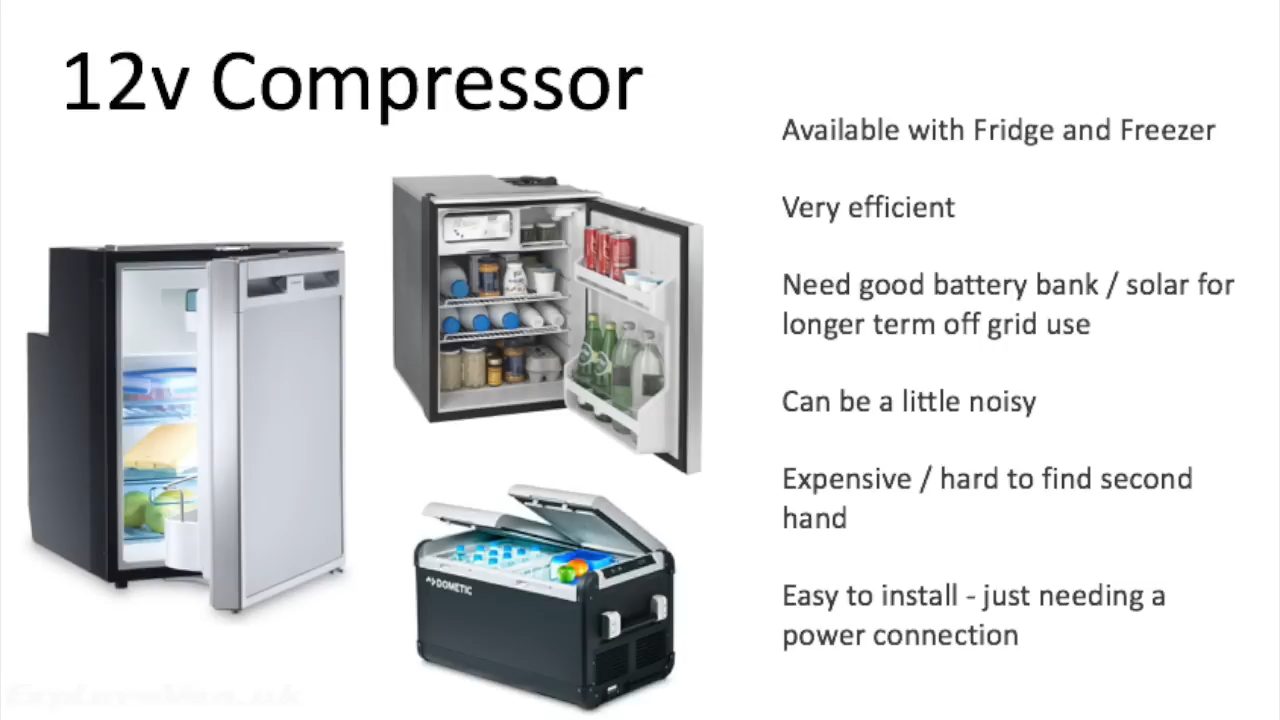 12v Compressor
Available with Fridge and Freezer
Very efficient
Need good battery bank / solar for
longer term off grid use
Can be a little noisy
Expensive / hard to find second
hand
Easy to install - just needing a
power connection
DOMETIC